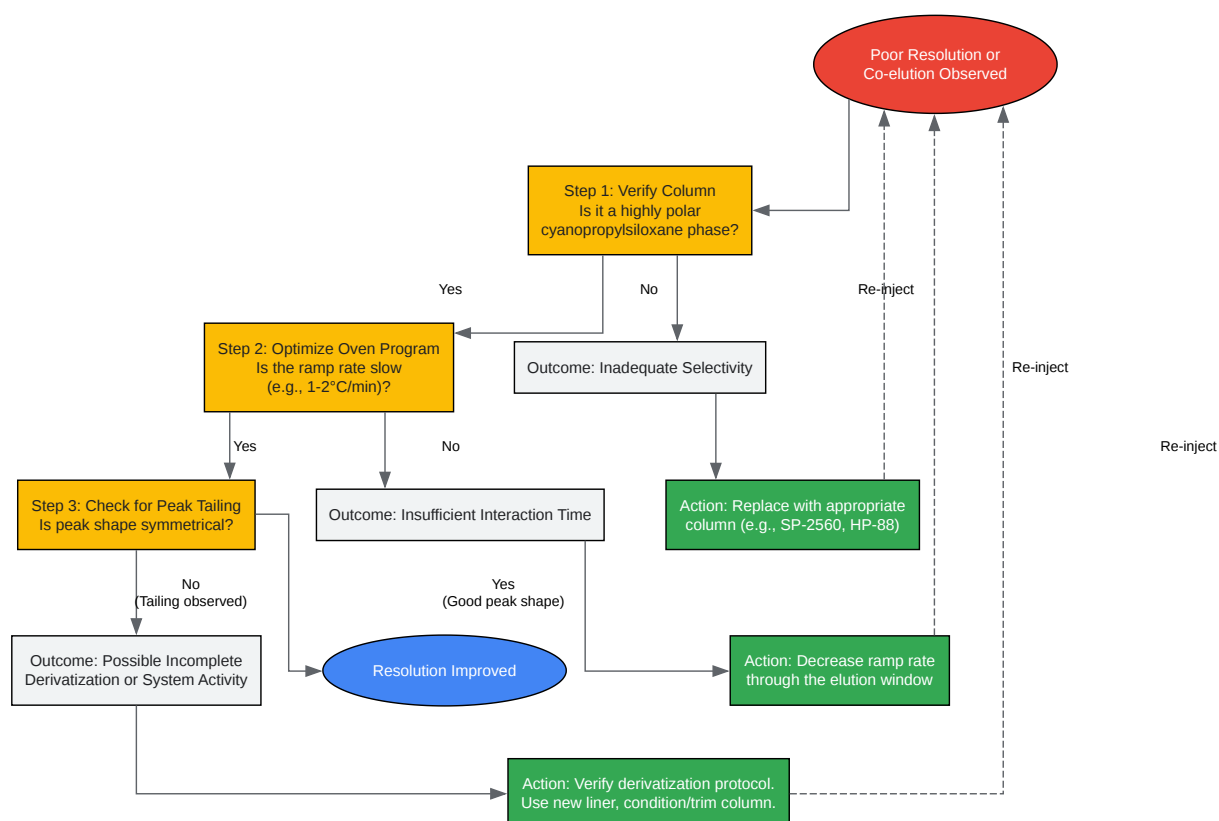 Poor Resolution or
Co-elution Observed
Step 1: Verify Column
Is it a highly polar
cyanopropylsiloxane phase?
Yes
No
Re-inject
Step 2: Optimize Oven Program
Is the ramp rate slow
(e.g., 1-2°C/min)?
Outcome: Inadequate Selectivity
Re-inject
Yes
No
Re-inject
Step 3: Check for Peak Tailing
Is peak shape symmetrical?
Outcome: Insufficient Interaction Time
Action: Replace with appropriate
column (e.g., SP-2560, HP-88)
No
(Tailing observed)
Yes
(Good peak shape)
Outcome: Possible Incomplete
Derivatization or System Activity
Resolution Improved
Action: Decrease ramp rate
through the elution window
Action: Verify derivatization protocol.
Use new liner, condition/trim column.